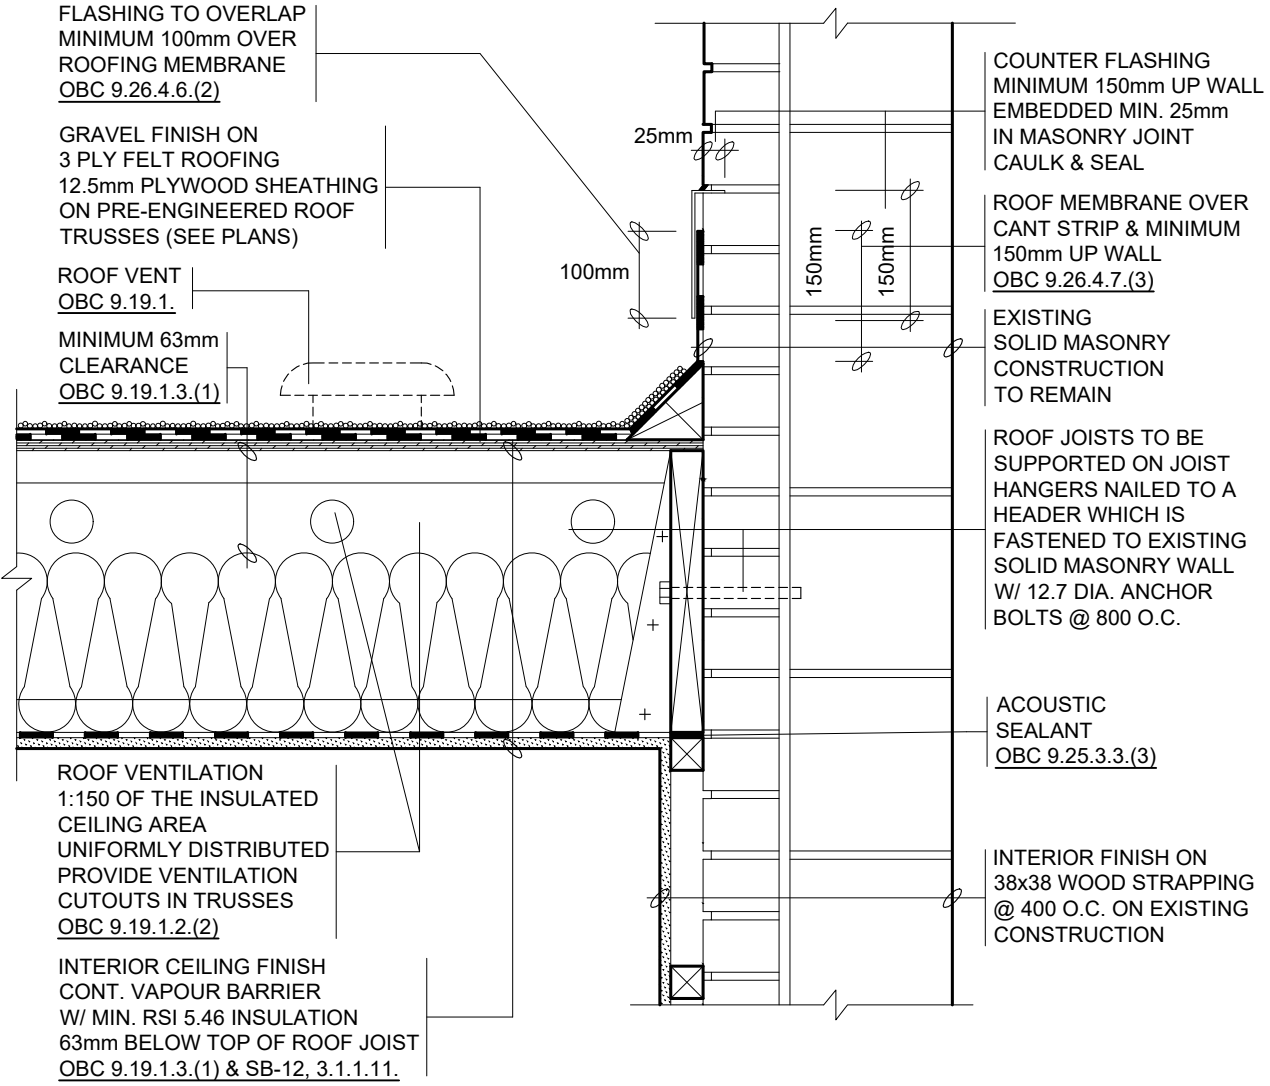 FLASHING TO OVERLAP
MINIMUM 100mm OVER
ROOFING MEMBRANE
OBC 9.26.4.6.(2)
GRAVEL FINISH ON
3 PLY FELT ROOFING
12.5mm PLYWOOD SHEATHING
ON PRE-ENGINEERED ROOF
TRUSSES (SEE PLANS)
ROOF VENT
OBC 9.19.1.
MINIMUM 63mm
CLEARANCE
OBC 9.19.1.3.(1)
ROOF VENTILATION
1:150 OF THE INSULATED
CEILING AREA
UNIFORMLY DISTRIBUTED
PROVIDE VENTILATION
CUTOUTS IN TRUSSES
OBC 9.19.1.2.(2)
INTERIOR CEILING FINISH
CONT. VAPOUR BARRIER
W/ MIN. RSI 5.46 INSULATION
63mm BELOW TOP OF ROOF JOIST
OBC 9.19.1.3.(1) & SB-12, 3.1.1.11.
25mm
100mm
150mm
150mm
COUNTER FLASHING
MINIMUM 150mm UP WALL
EMBEDDED MIN. 25mm
IN MASONRY JOINT
CAULK & SEAL
ROOF MEMBRANE OVER
CANT STRIP & MINIMUM
150mm UP WALL
OBC 9.26.4.7.(3)
EXISTING
SOLID MASONRY
CONSTRUCTION
TO REMAIN
ROOF JOISTS TO BE
SUPPORTED ON JOIST
HANGERS NAILED TO A
HEADER WHICH IS
FASTENED TO EXISTING
SOLID MASONRY WALL
W/ 12.7 DIA. ANCHOR
BOLTS @ 800 O.C.
ACOUSTIC
SEALANT
OBC 9.25.3.3.(3)
INTERIOR FINISH ON
38x38 WOOD STRAPPING
@ 400 O.C. ON EXISTING
CONSTRUCTION